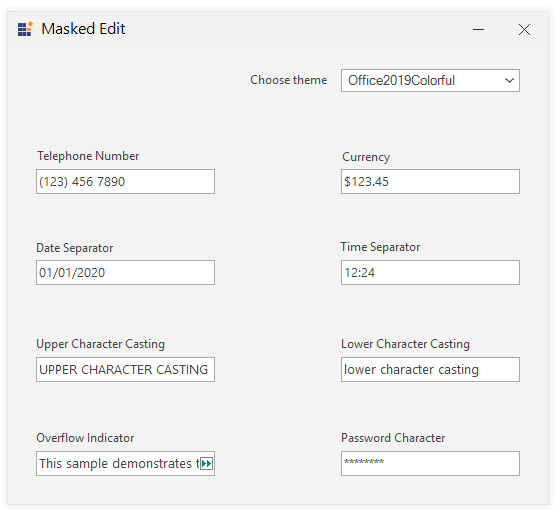 Masked Edit
Choose theme Office2019Colorful
Telephone Number Currency
(123) 456 7890 $123.45
Date Separator Time Separator
01/01/2020 12:24
Upper Character Casting Lower Character Casting
UPPER CHARACTER CASTING lower character casting
Overflow Indicator Password Character
This sample demonstrates ********